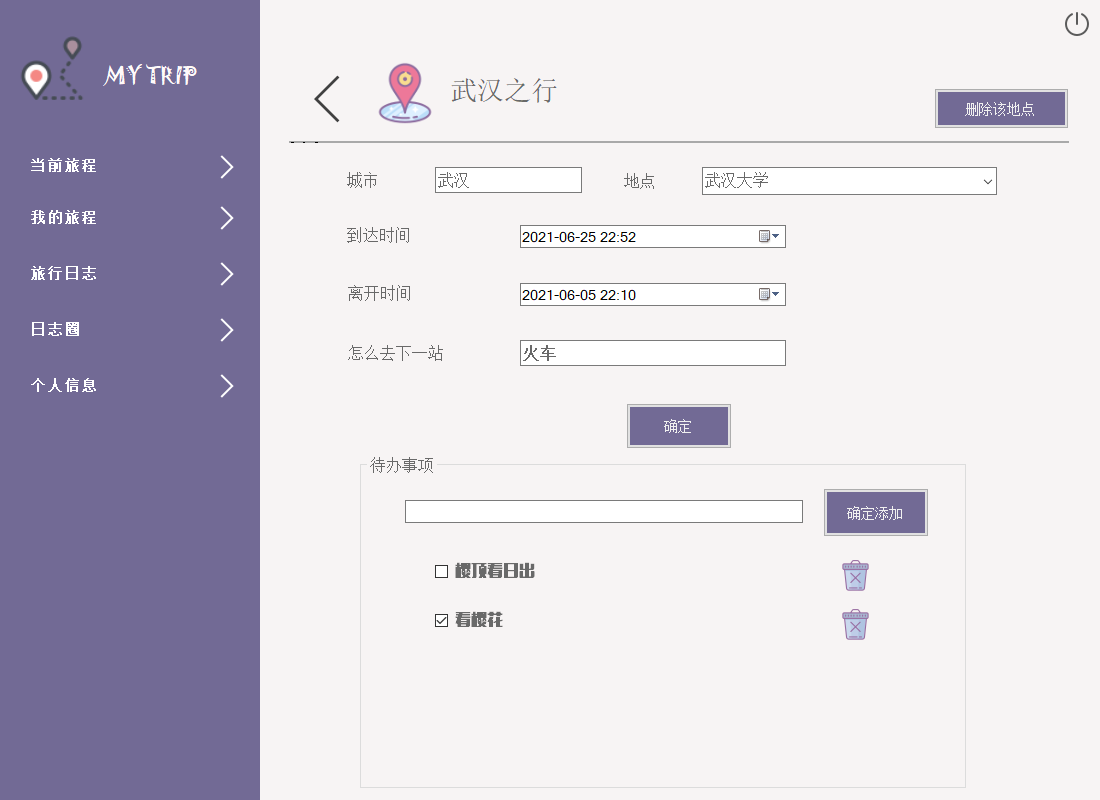 MY TRIP
当前旅程
我的旅程
旅行日志
日志圈
个人信息
武汉之行
删除该地点
城市 武汉 地点 武汉大学
到达时间 2021-06-25 22:52
离开时间 2021-06-05 22:10
怎么去下一站 火车
确定
待办事项
确定添加
樱顶看日出
看樱花